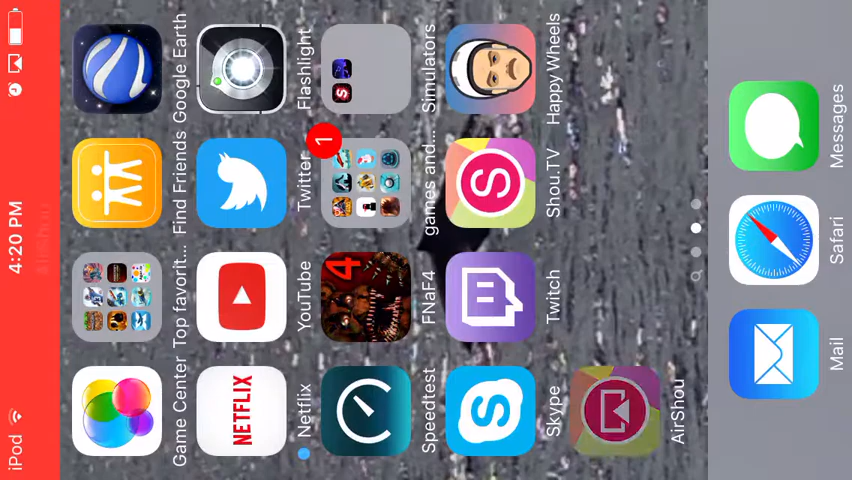 iPod 4:20 PM
Game Center Top favorit... Find Friends Google Earth
NETFLIX
Netflix YouTube Twitter Flashlight
4
1
Speedtest FNaF4 games and... Simulators
Skype Twitch Shou.TV Happy Wheels
AirShou
Mail Safari Messages